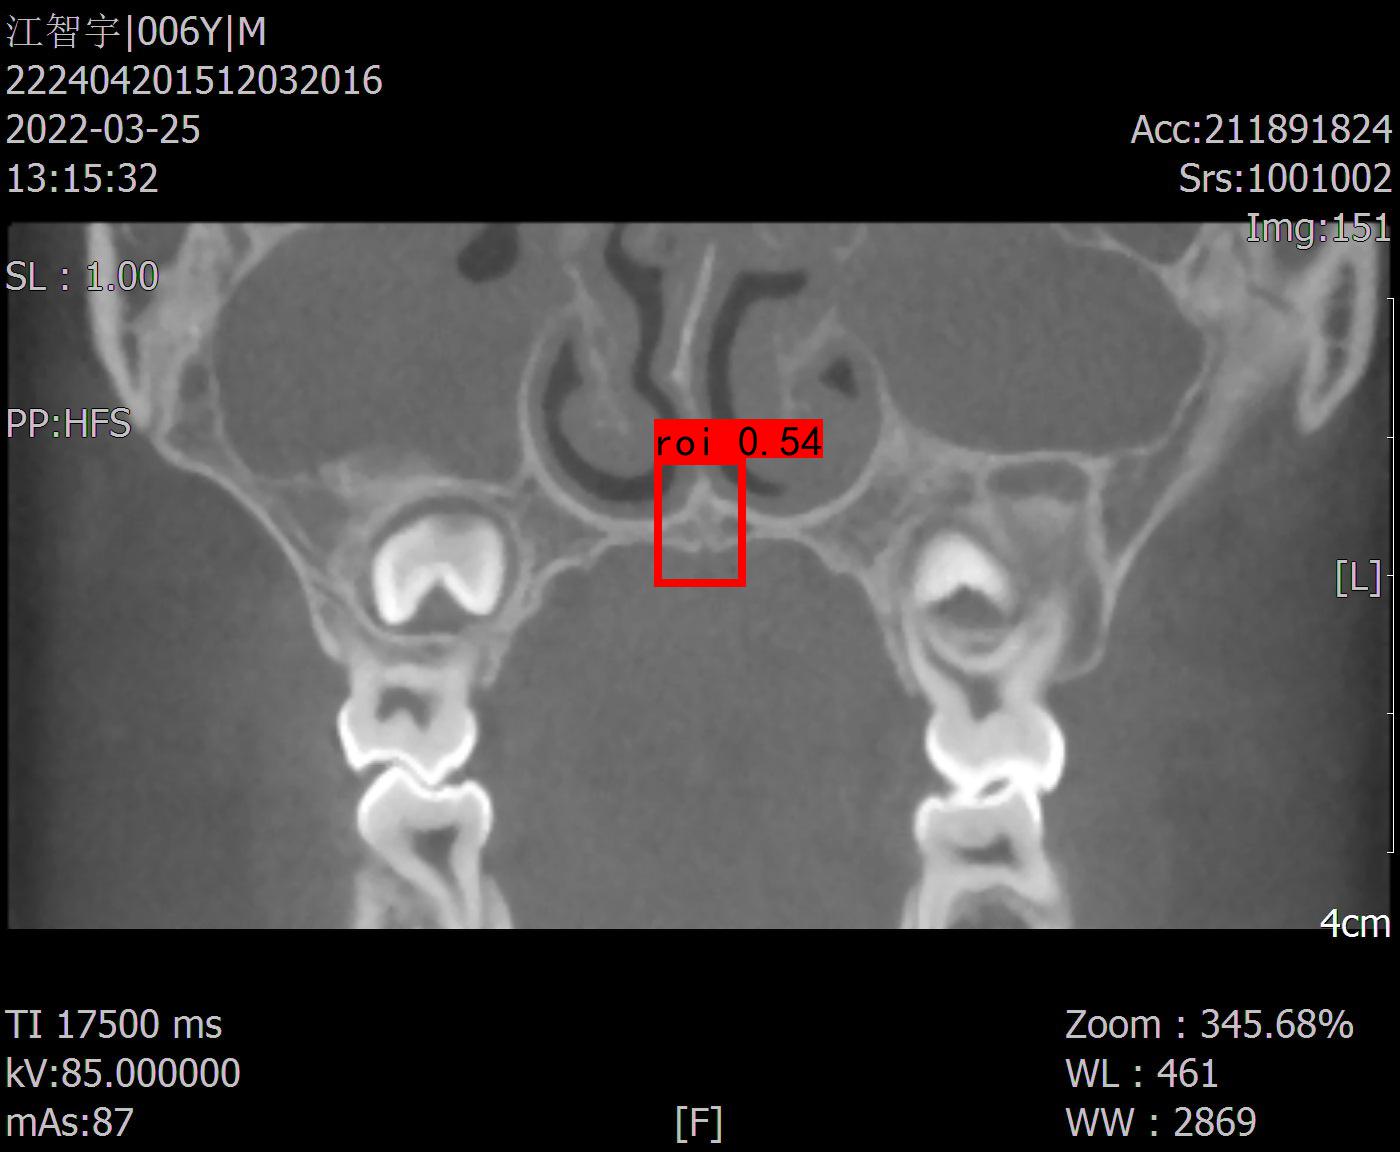 江智宇|006Y|M
222404201512032016
2022-03-25
13:15:32
Acc:211891824
Srs:1001002
Img:151
SL : 1.00
PP:HFS
roi 0.54
[L]
4cm
TI 17500 ms
kV:85.000000
mAs:87
[F]
Zoom : 345.68%
WL : 461
WW : 2869